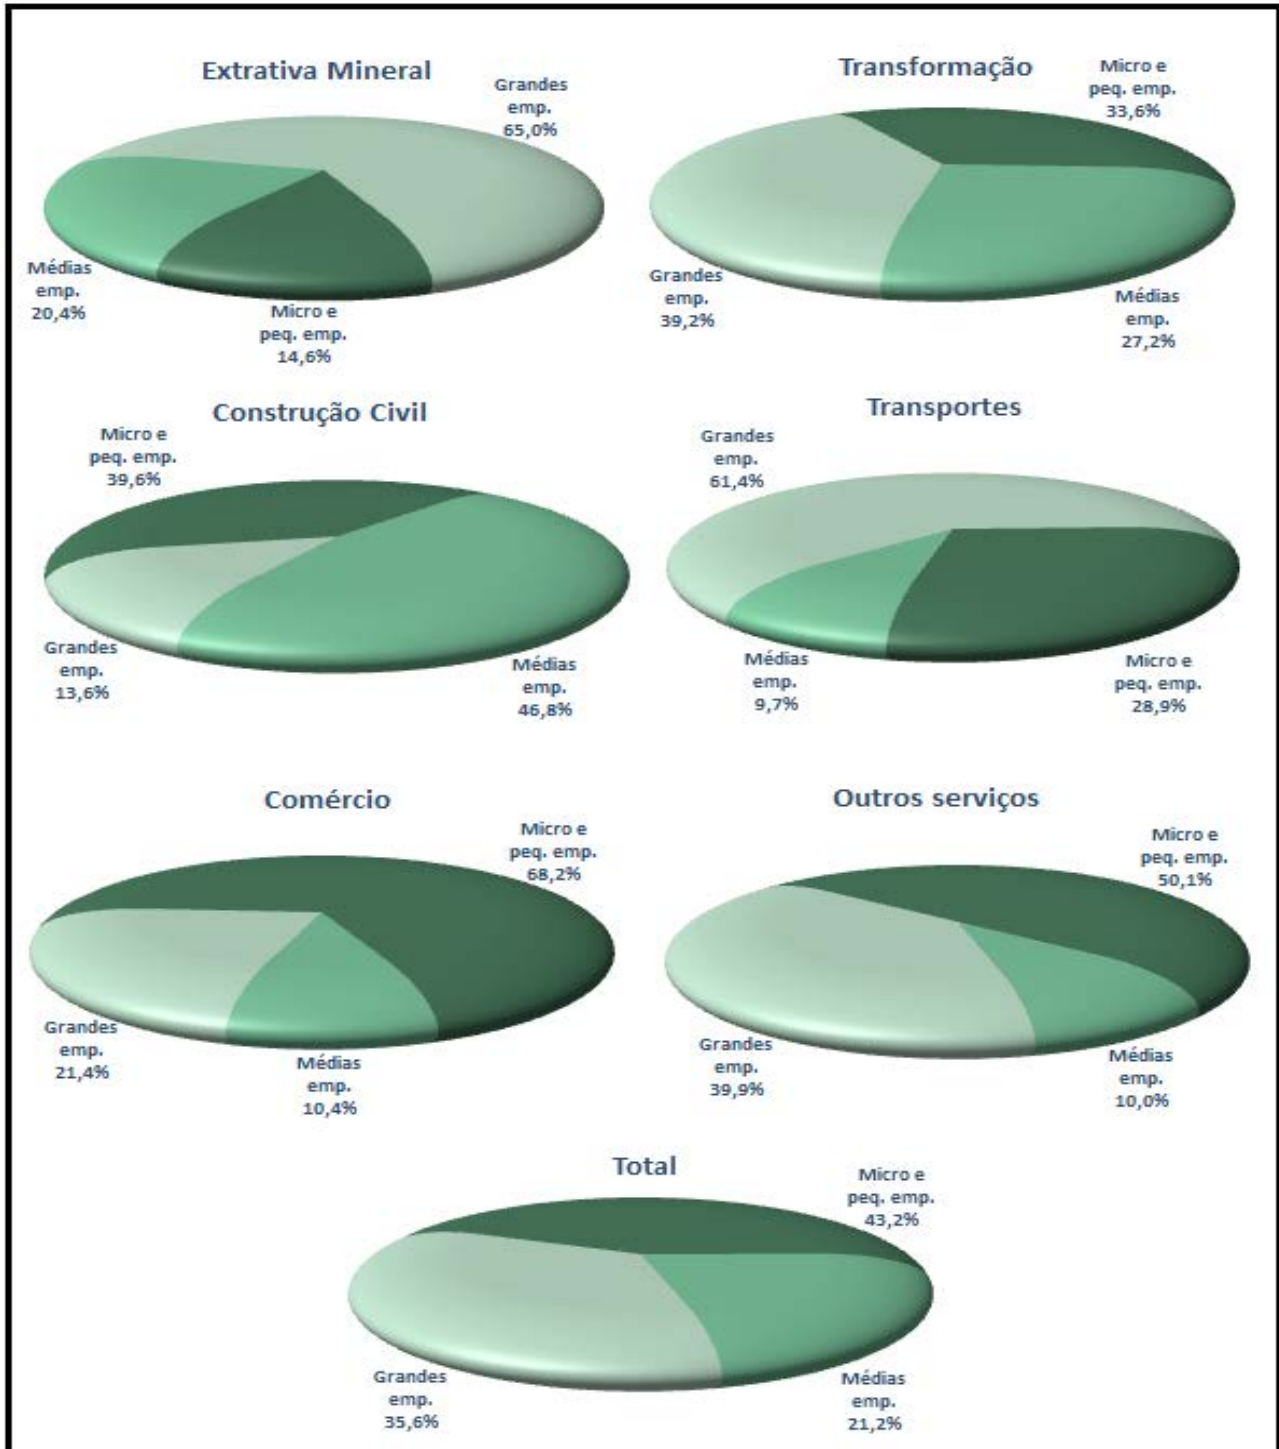 Extrativa Mineral
Grandes
emp.
65,0%
Médias
emp.
20,4%
Micro e
peq. emp.
14,6%
Transformação
Micro e
peq. emp.
33,6%
Grandes
emp.
39,2%
Médias
emp.
27,2%
Construção Civil
Micro e
peq. emp.
39,6%
Grandes
emp.
13,6%
Médias
emp.
46,8%
Transportes
Grandes
emp.
61,4%
Médias
emp.
9,7%
Micro e
peq. emp.
28,9%
Comércio
Micro e
peq. emp.
68,2%
Grandes
emp.
21,4%
Médias
emp.
10,4%
Outros serviços
Micro e
peq. emp.
50,1%
Grandes
emp.
39,9%
Médias
emp.
10,0%
Total
Micro e
peq. emp.
43,2%
Grandes
emp.
35,6%
Médias
emp.
21,2%